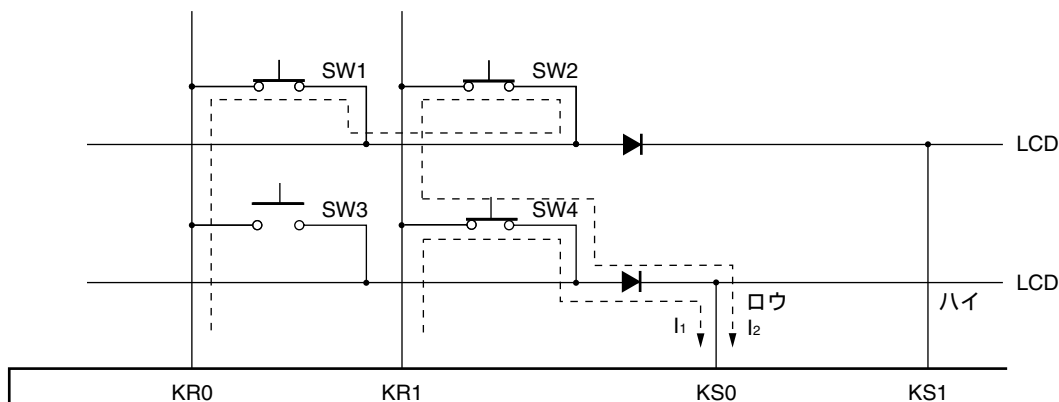 SW1
SW2
LCD
SW3
SW4
LCD
ロウ
ハイ
I1
I2
KR0
KR1
KS0
KS1